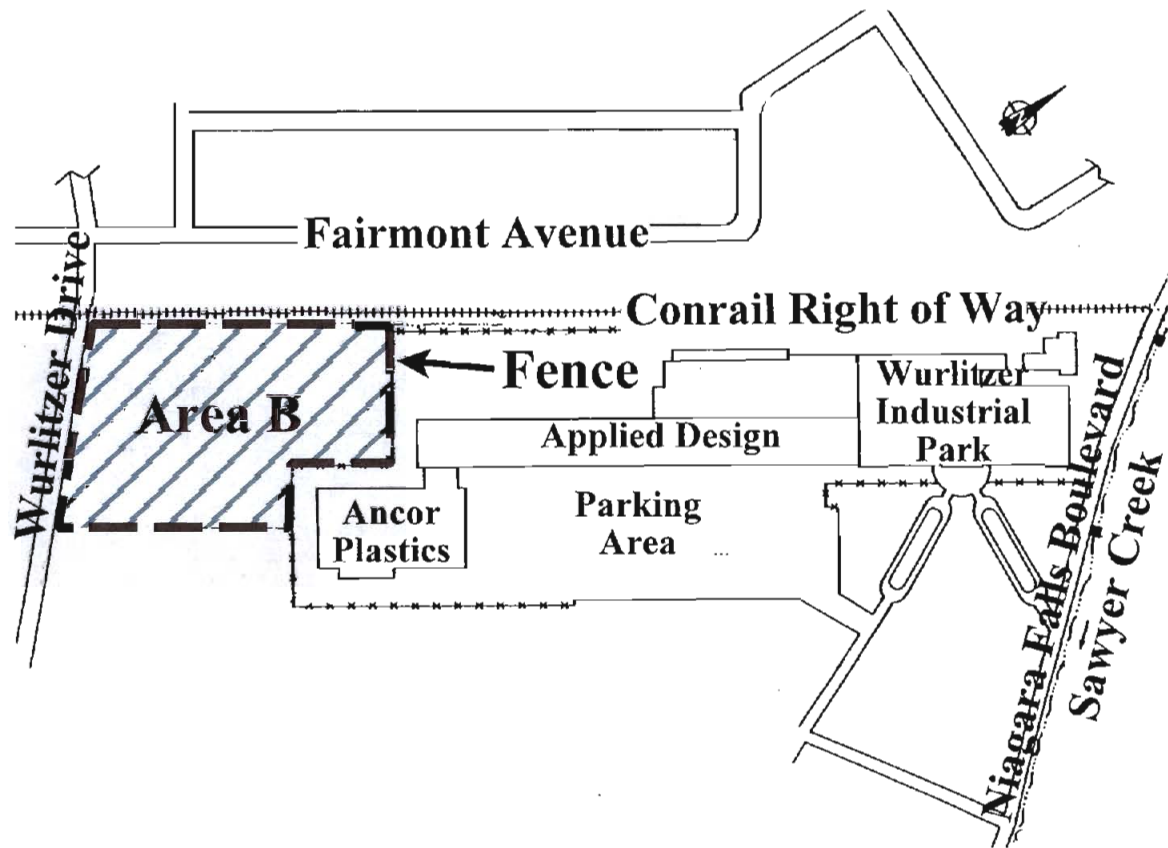 Fairmont Avenue
Wurlitzer Drive
Conrail Right of Way
Fence
Area B
Wurlitzer
Industrial
Park
Applied Design
Ancor
Plastics
Parking
Area
Niagara Falls Boulevard
Sawyer Creek